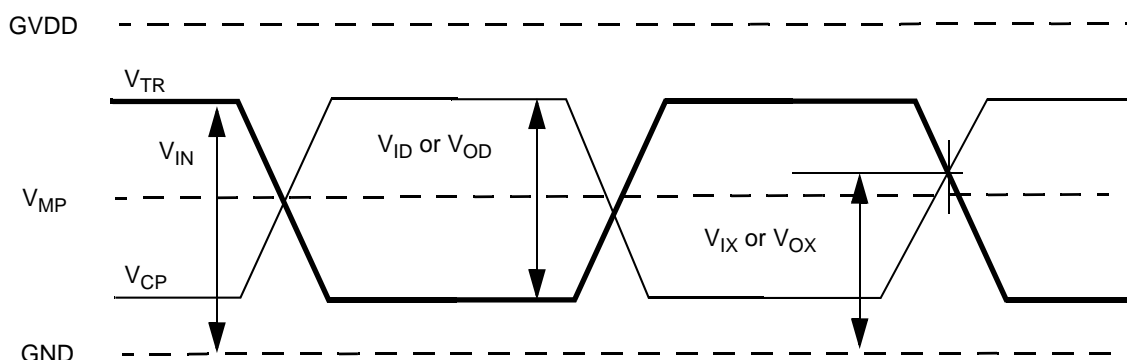 GVDD
VTR
VIN
VID or VOD
VMP
VIX or VOX
VCP
GND